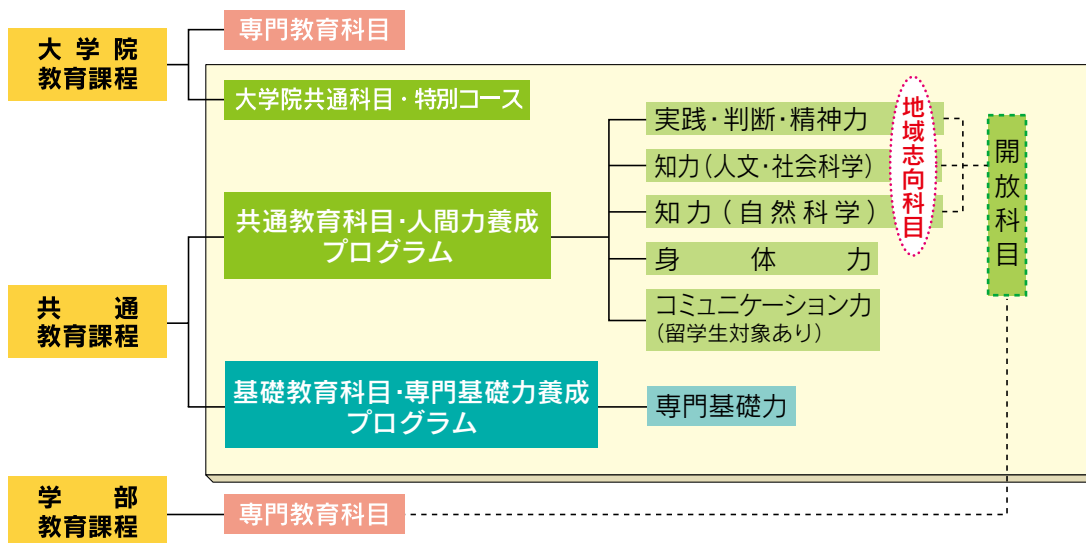 大学院
教育課程
専門教育科目
大学院共通科目・特別コース
共通
教育課程
共通教育科目・人間力養成
プログラム
実践・判断・精神力
知力(人文・社会科学)
知力(自然科学)
身体力
コミュニケーション力
(留学生対象あり)
地域志向科目
開放科目
基礎教育科目・専門基礎力養成
プログラム
専門基礎力
学部
教育課程
専門教育科目